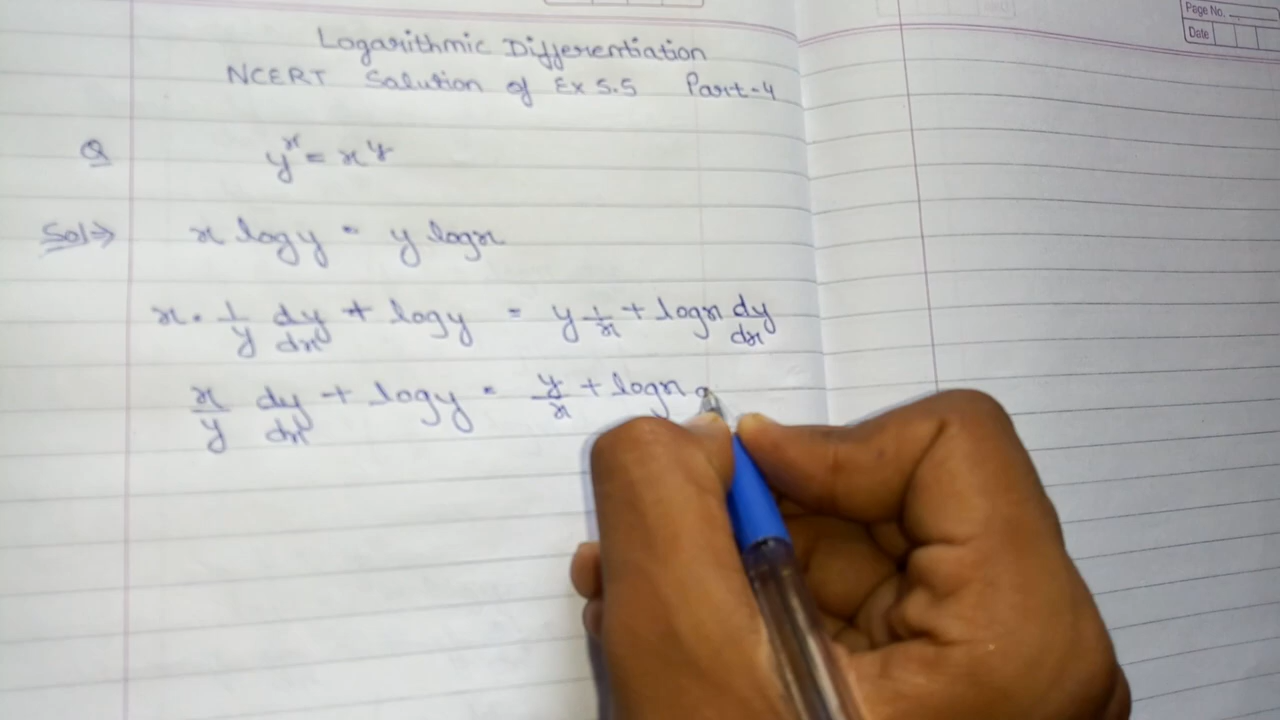 Page No.
Date
Logarithmic Differentiation
NCERT Solution of Ex 5.5 Part-4
Q y^x = x^y
Sol⇒ x log y = y log x
x · 1/y dy/dx + log y = y 1/x + log x dy/dx
x/y dy/dx + log y = y/x + log x